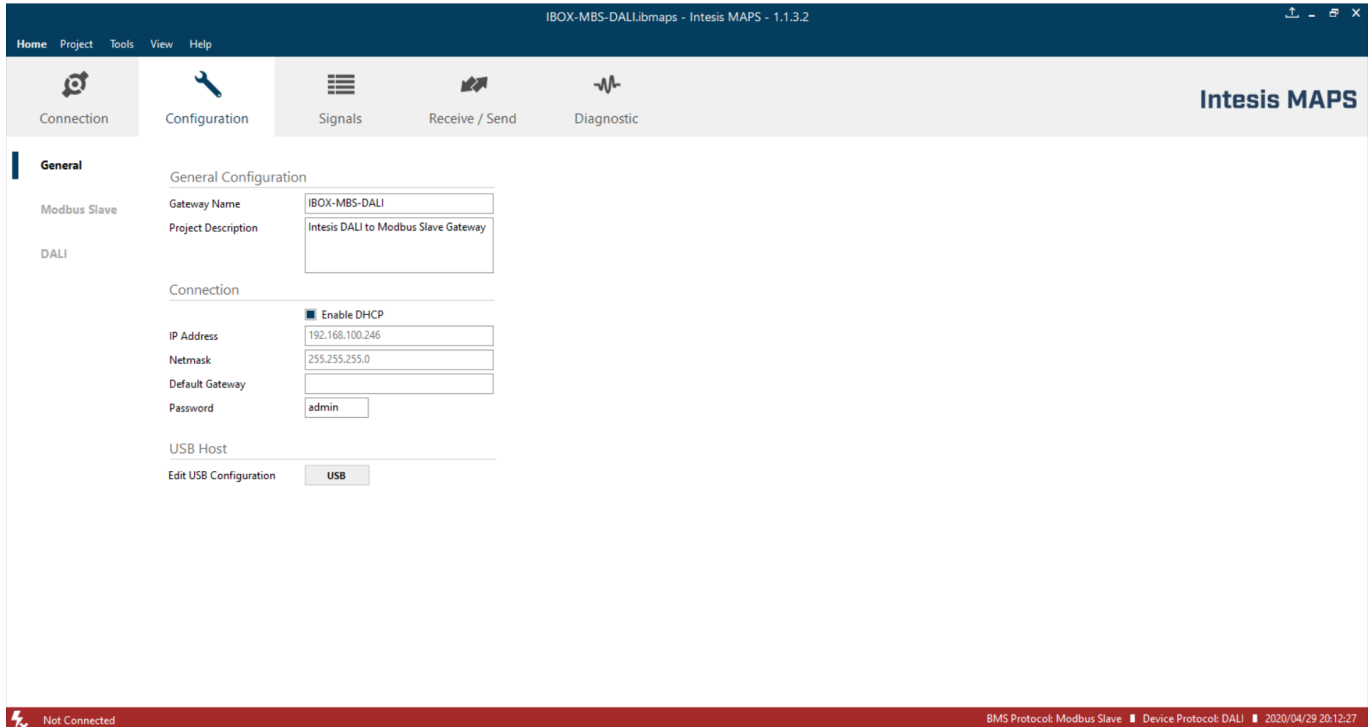 IBOX-MBS-DALI.ibmaps - Intesis MAPS - 1.1.3.2
Home Project Tools View Help
Connection Configuration Signals Receive / Send Diagnostic
Intesis MAPS
General
Modbus Slave
DALI
General Configuration
Gateway Name IBOX-MBS-DALI
Project Description Intesis DALI to Modbus Slave Gateway
Connection
Enable DHCP
IP Address 192.168.100.246
Netmask 255.255.255.0
Default Gateway
Password admin
USB Host
Edit USB Configuration USB
Not Connected BMS Protocol: Modbus Slave Device Protocol: DALI 2020/04/29 20:12:27